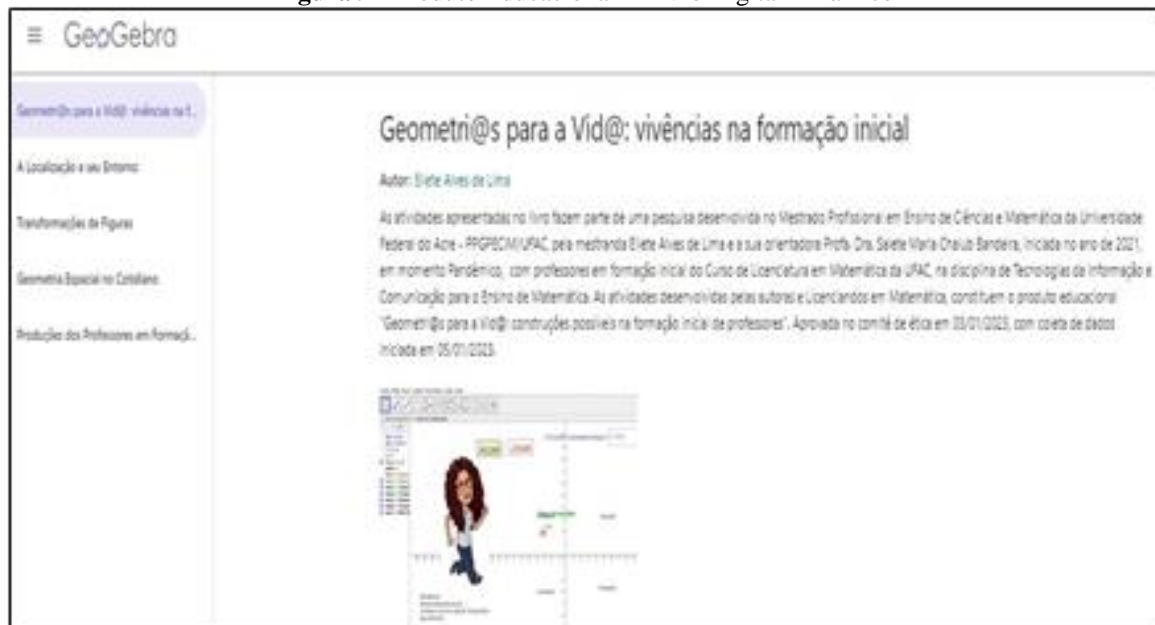 GeoGebra
Geometri@s para a Vid@: vivências na f...
A Localização e seu Entorno
Transformações de Figuras
Geometria Espacial no Cotidiano
Produções dos Professores em Formaçã...
Geometri@s para a Vid@: vivências na formação inicial
Autor: Eliete Alves de Lima
As atividades apresentadas no livro fazem parte de uma pesquisa desenvolvida no Mestrado Profissional em Ensino de Ciências e Matemática da Universidade
Federal do Acre - PPGPECIM/UFAC, pela mestranda Eliete Alves de Lima e a sua orientadora Profa. Dra. Salete Maria Chalub Bandeira, iniciada no ano de 2021,
em momento Pandêmico, com professores em formação inicial do Curso de Licenciatura em Matemática da UFAC, na disciplina de Tecnologias da Informação e
Comunicação para o Ensino de Matemática. As atividades desenvolvidas pelas autoras e Licenciandos em Matemática, constituem o produto educacional
"Geometri@s para a Vid@: construções possíveis na formação inicial de professores". Aprovada no comitê de ética em 03/01/2023, com coleta de dados
iniciada em 05/01/2023.